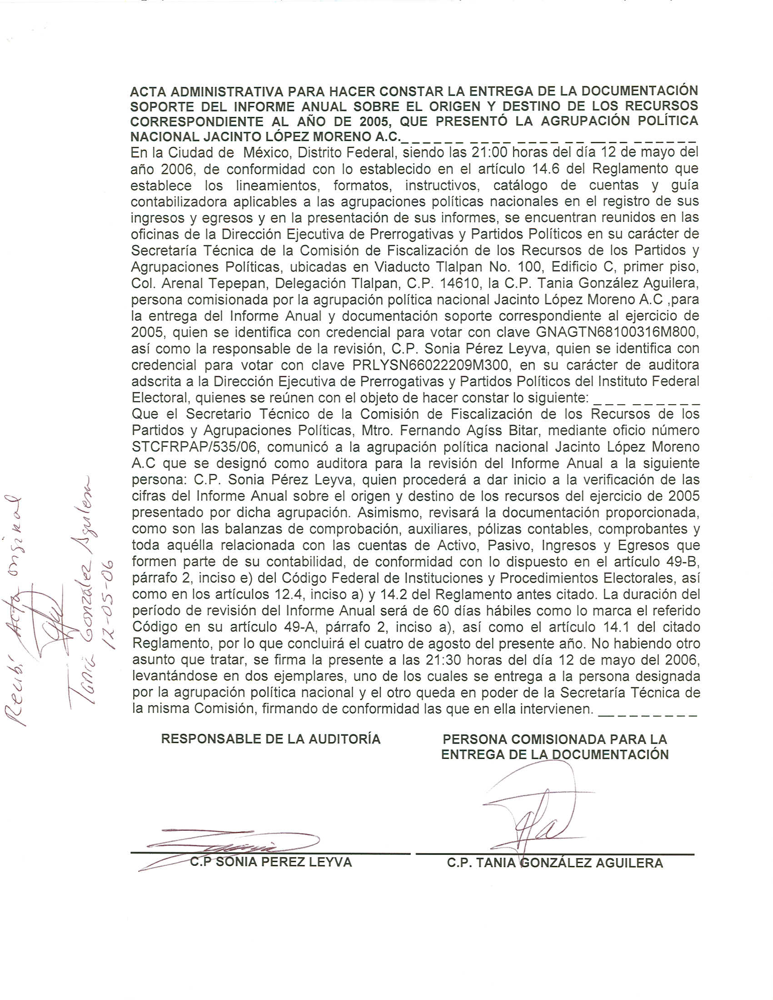 ACTA ADMINISTRATIVA PARA HACER CONSTAR LA ENTREGA DE LA DOCUMENTACIÓN
SOPORTE DEL INFORME ANUAL SOBRE EL ORIGEN Y DESTINO DE LOS RECURSOS
CORRESPONDIENTE AL AÑO DE 2005, QUE PRESENTÓ LA AGRUPACIÓN POLÍTICA
NACIONAL JACINTO LÓPEZ MORENO A.C._ _ _ _ _ _ _ _ _ _ _ _ _ _ _ _ _ _ _ _ _ _ _ _
En la Ciudad de México, Distrito Federal, siendo las 21:00 horas del día 12 de mayo del
año 2006, de conformidad con lo establecido en el artículo 14.6 del Reglamento que
establece los lineamientos, formatos, instructivos, catálogo de cuentas y guía
contabilizadora aplicables a las agrupaciones políticas nacionales en el registro de sus
ingresos y egresos y en la presentación de sus informes, se encuentran reunidos en las
oficinas de la Dirección Ejecutiva de Prerrogativas y Partidos Políticos en su carácter de
Secretaría Técnica de la Comisión de Fiscalización de los Recursos de los Partidos y
Agrupaciones Políticas, ubicadas en Viaducto Tlalpan No. 100, Edificio C, primer piso,
Col. Arenal Tepepan, Delegación Tlalpan, C.P. 14610, la C.P. Tania González Aguilera,
persona comisionada por la agrupación política nacional Jacinto López Moreno A.C ,para
la entrega del Informe Anual y documentación soporte correspondiente al ejercicio de
2005, quien se identifica con credencial para votar con clave GNAGTN68100316M800,
así como la responsable de la revisión, C.P. Sonia Pérez Leyva, quien se identifica con
credencial para votar con clave PRLYSN66022209M300, en su carácter de auditora
adscrita a la Dirección Ejecutiva de Prerrogativas y Partidos Políticos del Instituto Federal
Electoral, quienes se reúnen con el objeto de hacer constar lo siguiente: _ _ _ _ _ _ _ _ _
Que el Secretario Técnico de la Comisión de Fiscalización de los Recursos de los
Partidos y Agrupaciones Políticas, Mtro. Fernando Agíss Bitar, mediante oficio número
STCFRPAP/535/06, comunicó a la agrupación política nacional Jacinto López Moreno
A.C que se designó como auditora para la revisión del Informe Anual a la siguiente
persona: C.P. Sonia Pérez Leyva, quien procederá a dar inicio a la verificación de las
cifras del Informe Anual sobre el origen y destino de los recursos del ejercicio de 2005
presentado por dicha agrupación. Asimismo, revisará la documentación proporcionada,
como son las balanzas de comprobación, auxiliares, pólizas contables, comprobantes y
toda aquélla relacionada con las cuentas de Activo, Pasivo, Ingresos y Egresos que
formen parte de su contabilidad, de conformidad con lo dispuesto en el artículo 49-B,
párrafo 2, inciso e) del Código Federal de Instituciones y Procedimientos Electorales, así
como en los artículos 12.4, inciso a) y 14.2 del Reglamento antes citado. La duración del
período de revisión del Informe Anual será de 60 días hábiles como lo marca el referido
Código en su artículo 49-A, párrafo 2, inciso a), así como el artículo 14.1 del citado
Reglamento, por lo que concluirá el cuatro de agosto del presente año. No habiendo otro
asunto que tratar, se firma la presente a las 21:30 horas del día 12 de mayo del 2006,
levantándose en dos ejemplares, uno de los cuales se entrega a la persona designada
por la agrupación política nacional y el otro queda en poder de la Secretaría Técnica de
la misma Comisión, firmando de conformidad las que en ella intervienen. _ _ _ _ _ _ _ _ _
RESPONSABLE DE LA AUDITORÍA
C.P SONIA PEREZ LEYVA
PERSONA COMISIONADA PARA LA
ENTREGA DE LA DOCUMENTACIÓN
C.P. TANIA GONZÁLEZ AGUILERA
Recibí Acta original
Tania González Aguilera
12-05-06